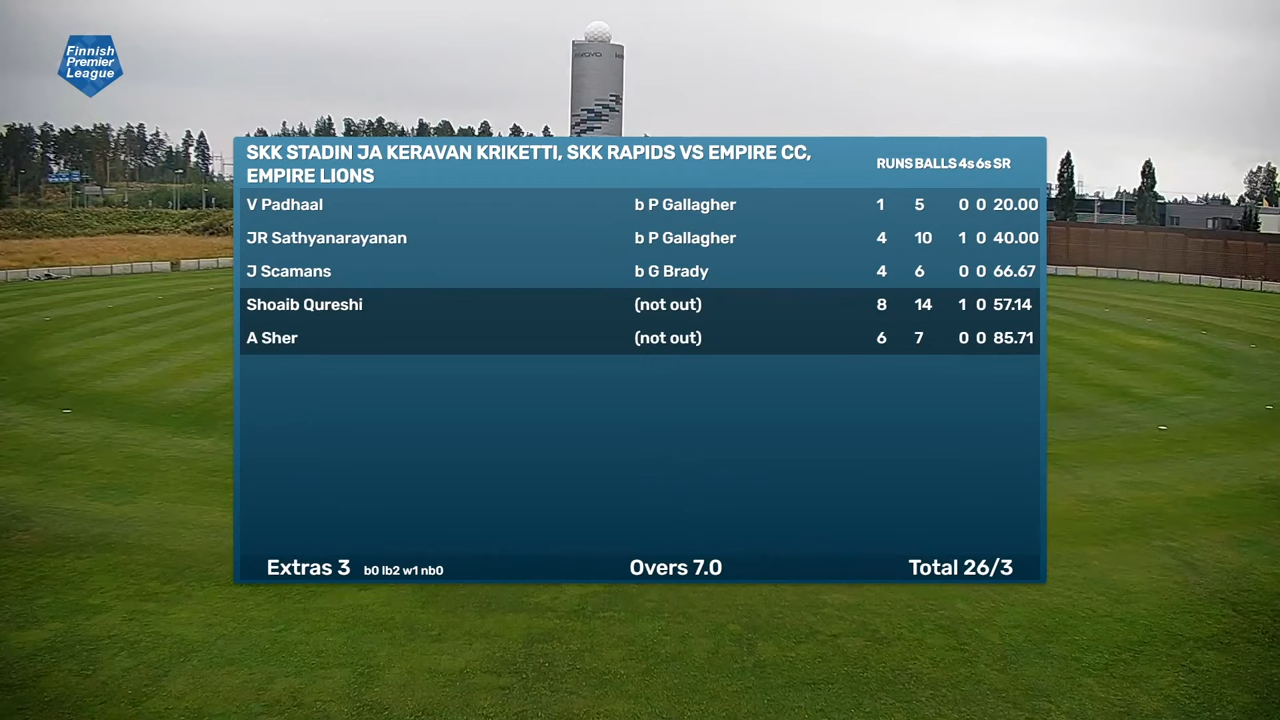 Finnish
Premier
League
SKK STADIN JA KERAVAN KRIKETTI, SKK RAPIDS VS EMPIRE CC,
EMPIRE LIONS
RUNS BALLS 4s 6s SR
V Padhaal b P Gallagher 1 5 0 0 20.00
JR Sathyanarayanan b P Gallagher 4 10 1 0 40.00
J Scamans b G Brady 4 6 0 0 66.67
Shoaib Qureshi (not out) 8 14 1 0 57.14
A Sher (not out) 6 7 0 0 85.71
Extras 3 b0 lb2 w1 nb0 Overs 7.0 Total 26/3